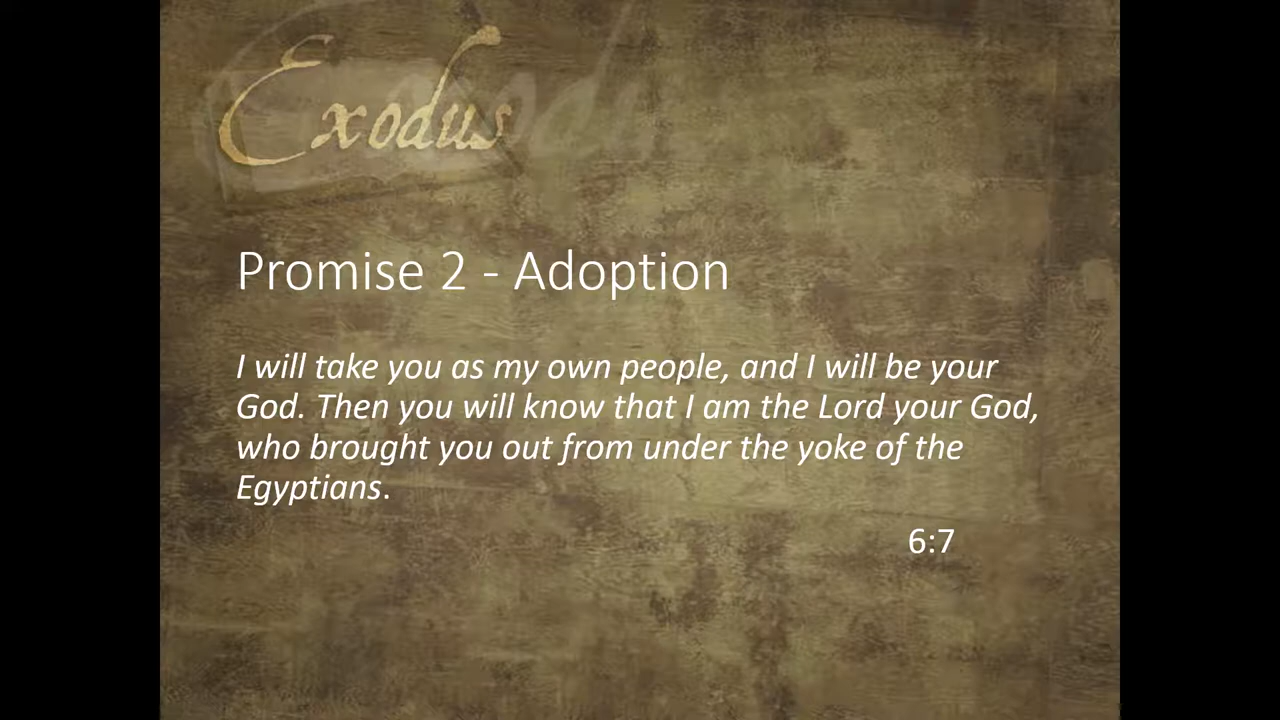 Exodus
Promise 2 - Adoption
I will take you as my own people, and I will be your
God. Then you will know that I am the Lord your God,
who brought you out from under the yoke of the
Egyptians.
6:7